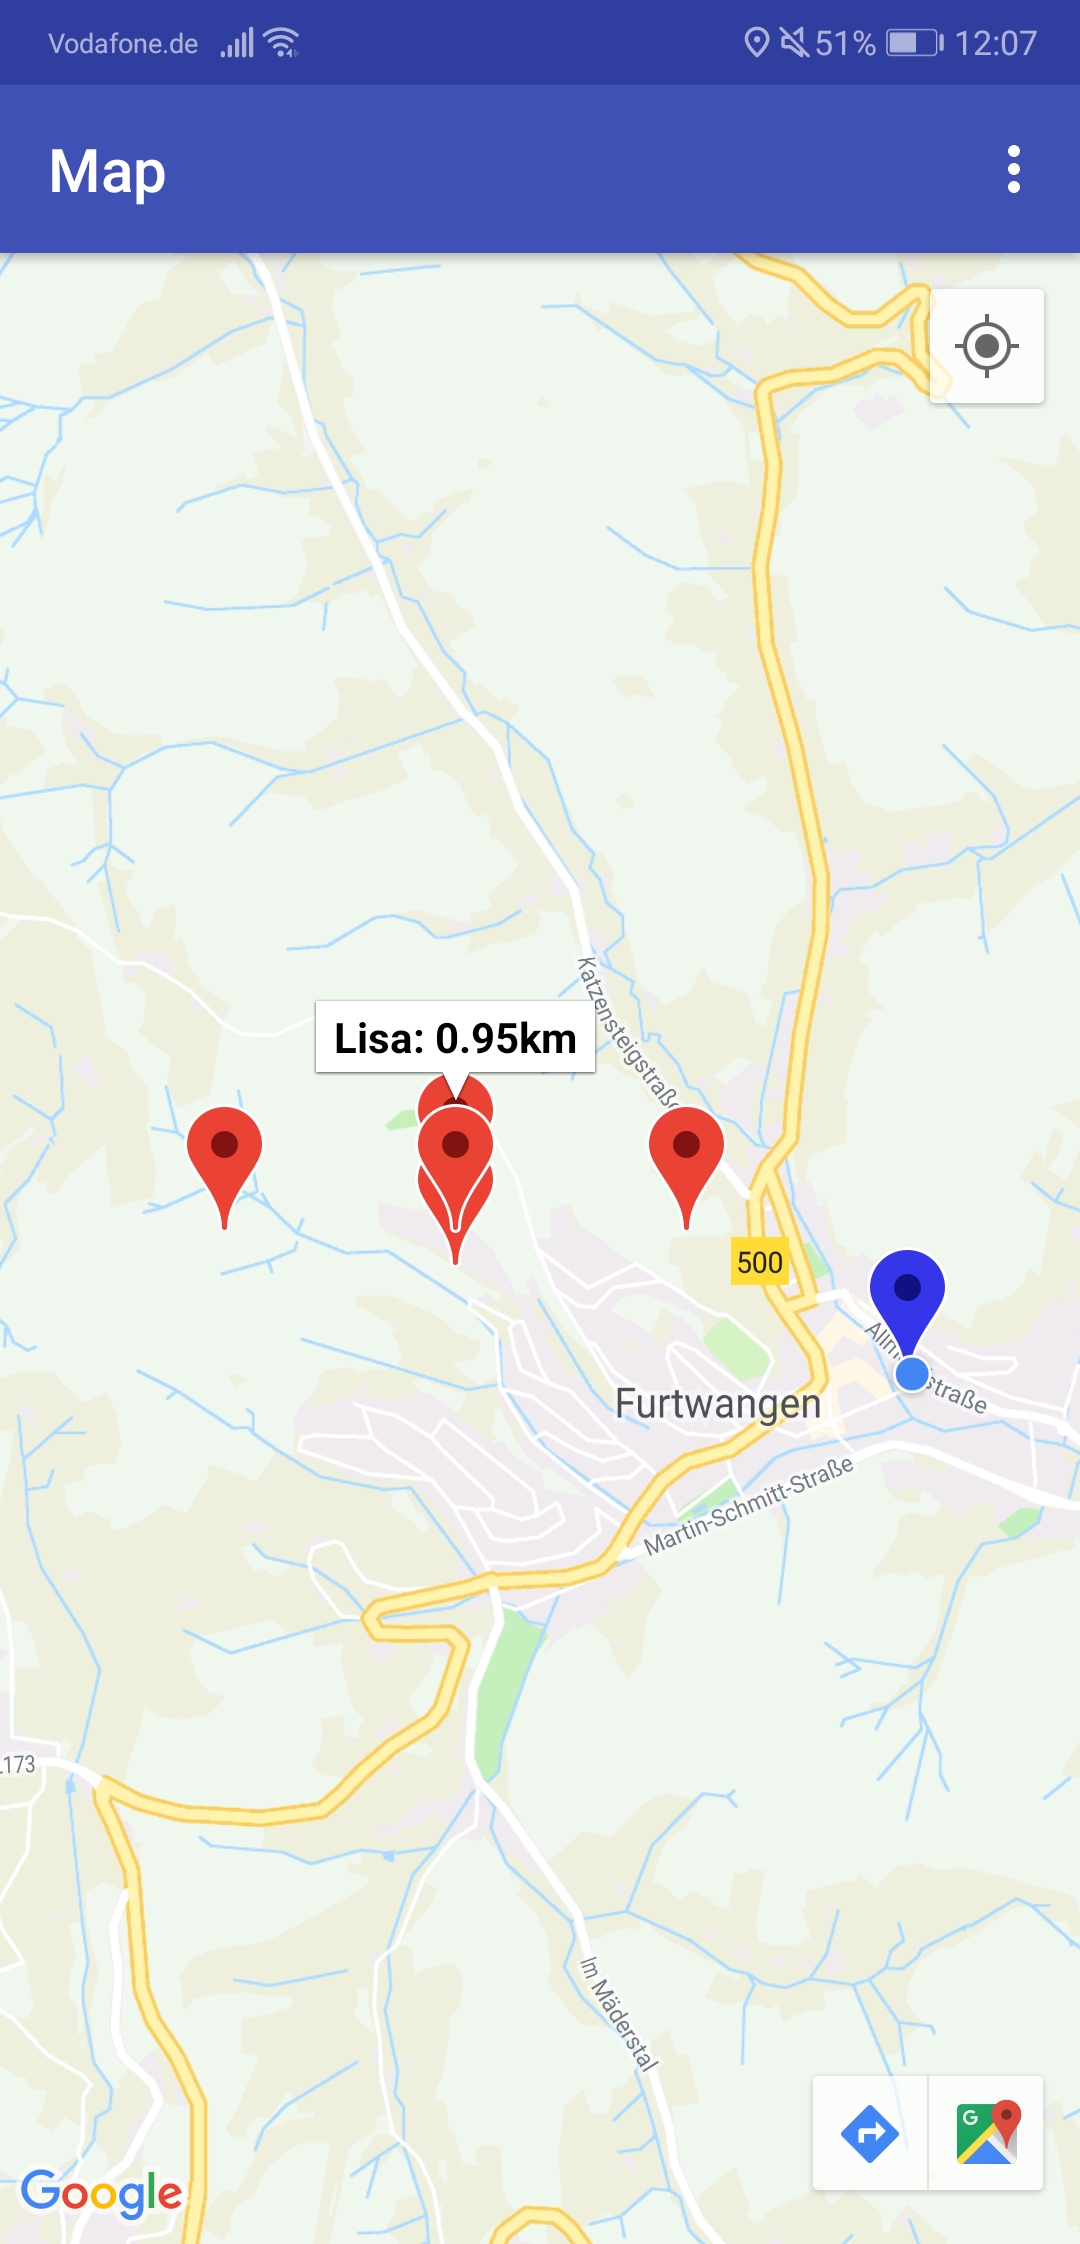 Vodafone.de 51% 12:07
Map
Katzensteigstraße
Lisa: 0.95km
500
Furtwangen
Martin-Schmitt-Straße
.173
Im Mäderstal
G
Google